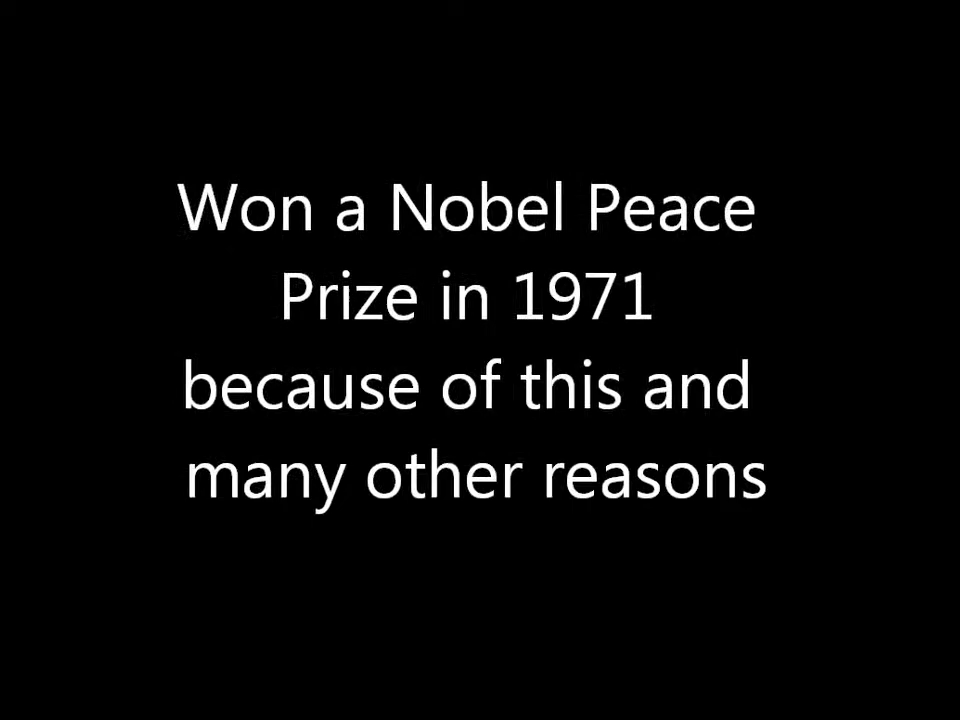 Won a Nobel Peace
Prize in 1971
because of this and
many other reasons